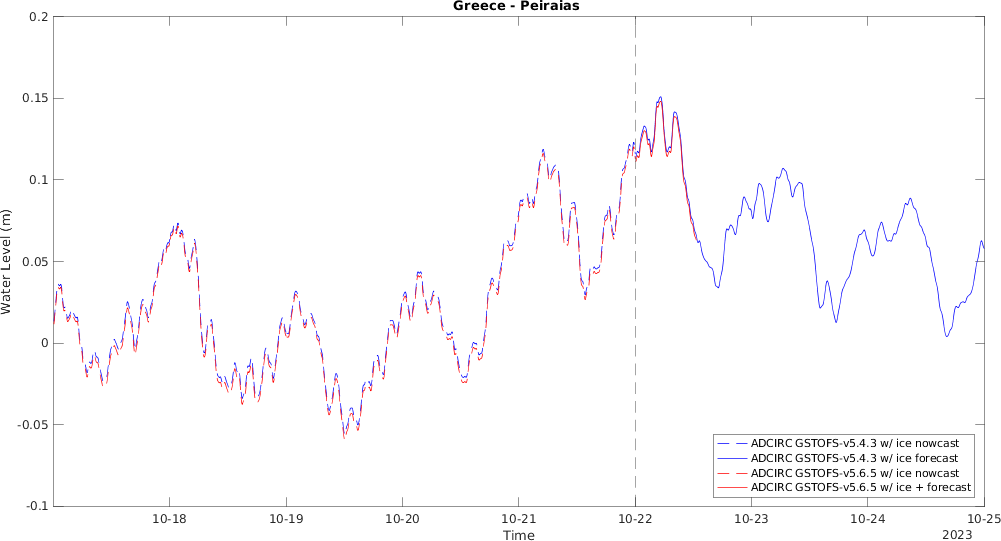 Greece - Peiraias
0.2
0.15
0.1
0.05
0
-0.05
-0.1
Water Level (m)
ADCIRC GSTOFS-v5.4.3 w/ ice nowcast
ADCIRC GSTOFS-v5.4.3 w/ ice forecast
ADCIRC GSTOFS-v5.6.5 w/ ice nowcast
ADCIRC GSTOFS-v5.6.5 w/ ice + forecast
10-18 10-19 10-20 10-21 10-22 10-23 10-24 10-25
Time
2023